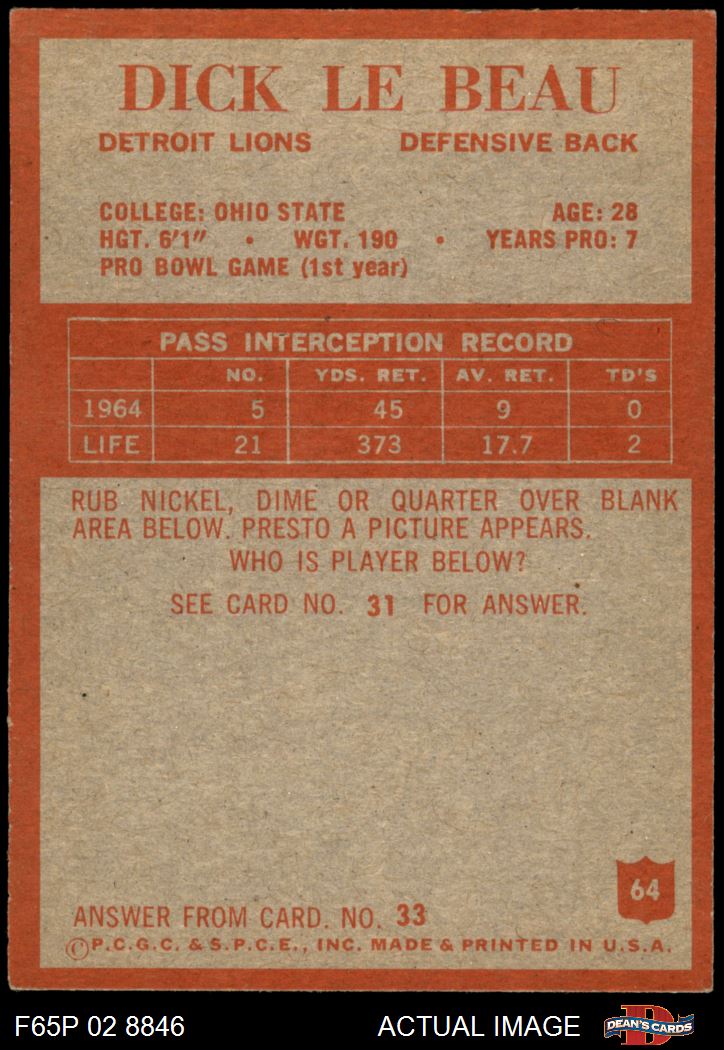 DICK LE BEAU
DETROIT LIONS DEFENSIVE BACK
COLLEGE: OHIO STATE AGE: 28
HGT. 6'1" • WGT. 190 • YEARS PRO: 7
PRO BOWL GAME (1st year)
PASS INTERCEPTION RECORD
NO. YDS. RET. AV. RET. TD'S
1964 5 45 9 0
LIFE 21 373 17.7 2
RUB NICKEL, DIME OR QUARTER OVER BLANK
AREA BELOW. PRESTO A PICTURE APPEARS.
WHO IS PLAYER BELOW?
SEE CARD NO. 31 FOR ANSWER.
64
ANSWER FROM CARD. NO. 33
©P.C.G.C. & S.P.C.E., INC. MADE & PRINTED IN U.S.A.
F65P 02 8846 ACTUAL IMAGE D DEAN'S CARDS